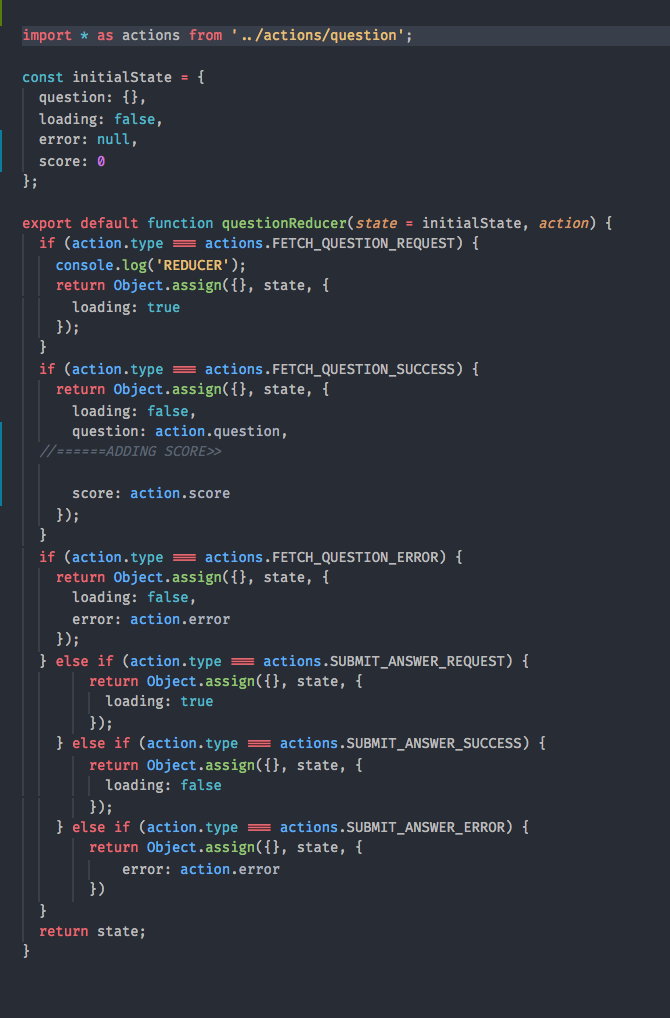 import * as actions from '../actions/question';
const initialState = {
  question: {},
  loading: false,
  error: null,
  score: 0
};
export default function questionReducer(state = initialState, action) {
  if (action.type === actions.FETCH_QUESTION_REQUEST) {
    console.log('REDUCER');
    return Object.assign({}, state, {
      loading: true
    });
  }
  if (action.type === actions.FETCH_QUESTION_SUCCESS) {
    return Object.assign({}, state, {
      loading: false,
      question: action.question,
  //======ADDING SCORE>>
      score: action.score
    });
  }
  if (action.type === actions.FETCH_QUESTION_ERROR) {
    return Object.assign({}, state, {
      loading: false,
      error: action.error
    });
  } else if (action.type === actions.SUBMIT_ANSWER_REQUEST) {
        return Object.assign({}, state, {
          loading: true
        });
    } else if (action.type === actions.SUBMIT_ANSWER_SUCCESS) {
        return Object.assign({}, state, {
          loading: false
        });
    } else if (action.type === actions.SUBMIT_ANSWER_ERROR) {
        return Object.assign({}, state, {
            error: action.error
        })
  }
  return state;
}